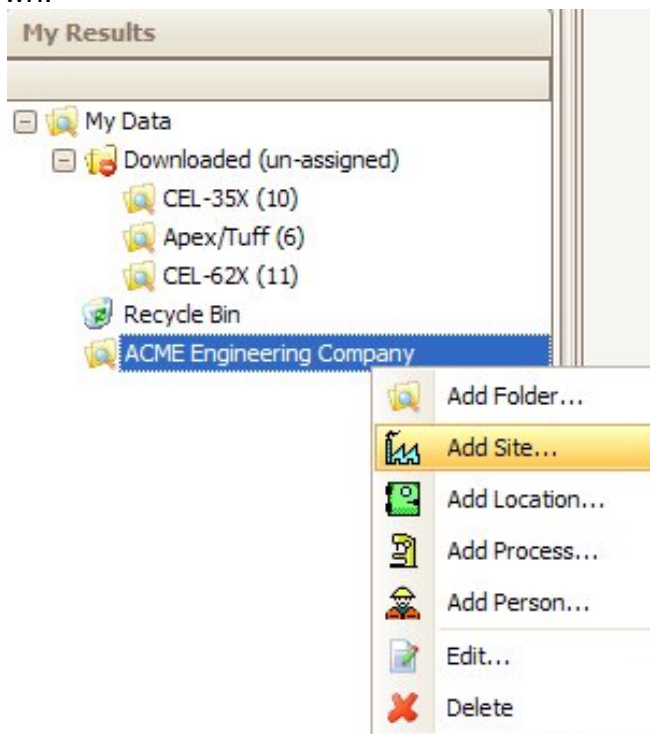 My Results
My Data
Downloaded (un-assigned)
CEL-35X (10)
Apex/Tuff (6)
CEL-62X (11)
Recycle Bin
ACME Engineering Company
Add Folder...
Add Site...
Add Location...
Add Process...
Add Person...
Edit...
Delete